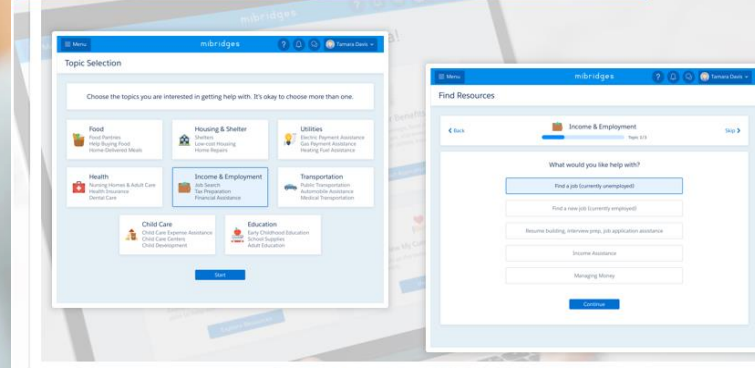 mibridges
Menu
mibridges
?
Tamara Davis
Topic Selection
Choose the topics you are interested in getting help with. It's okay to choose more than one.
Food
Food Pantries
Help Buying Food
Home-Delivered Meals
Housing & Shelter
Shelters
Low-cost Housing
Home Repairs
Utilities
Electric Payment Assistance
Gas Payment Assistance
Heating Fuel Assistance
Health
Nursing Homes & Adult Care
Health Insurance
Dental Care
Income & Employment
Job Search
Tax Preparation
Financial Assistance
Transportation
Public Transportation
Automobile Assistance
Medical Transportation
Child Care
Child Care Expense Assistance
Child Care Centers
Child Development
Education
Early Childhood Education
School Supplies
Adult Education
Start
Explore Resources
Menu
mibridges
?
Tamara Davis
Find Resources
Back
Income & Employment
Skip
What would you like help with?
Find a job (currently unemployed)
Find a new job (currently employed)
Resume building, interview prep, job application assistance
Income Assistance
Managing Money
Continue